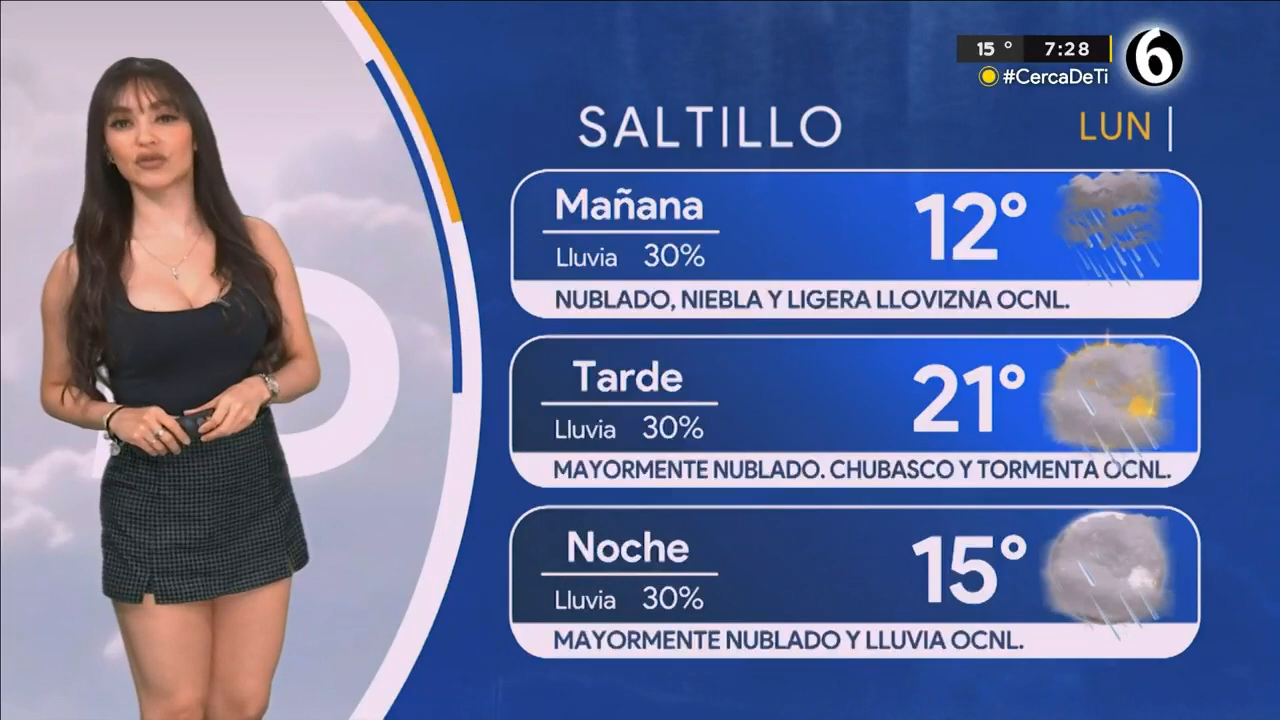 15 ° 7:28
6
#CercaDeTi
SALTILLO
LUN
Mañana
Lluvia 30%
12°
NUBLADO, NIEBLA Y LIGERA LLOVIZNA OCNL.
Tarde
Lluvia 30%
21°
MAYORMENTE NUBLADO. CHUBASCO Y TORMENTA OCNL.
Noche
Lluvia 30%
15°
MAYORMENTE NUBLADO Y LLUVIA OCNL.